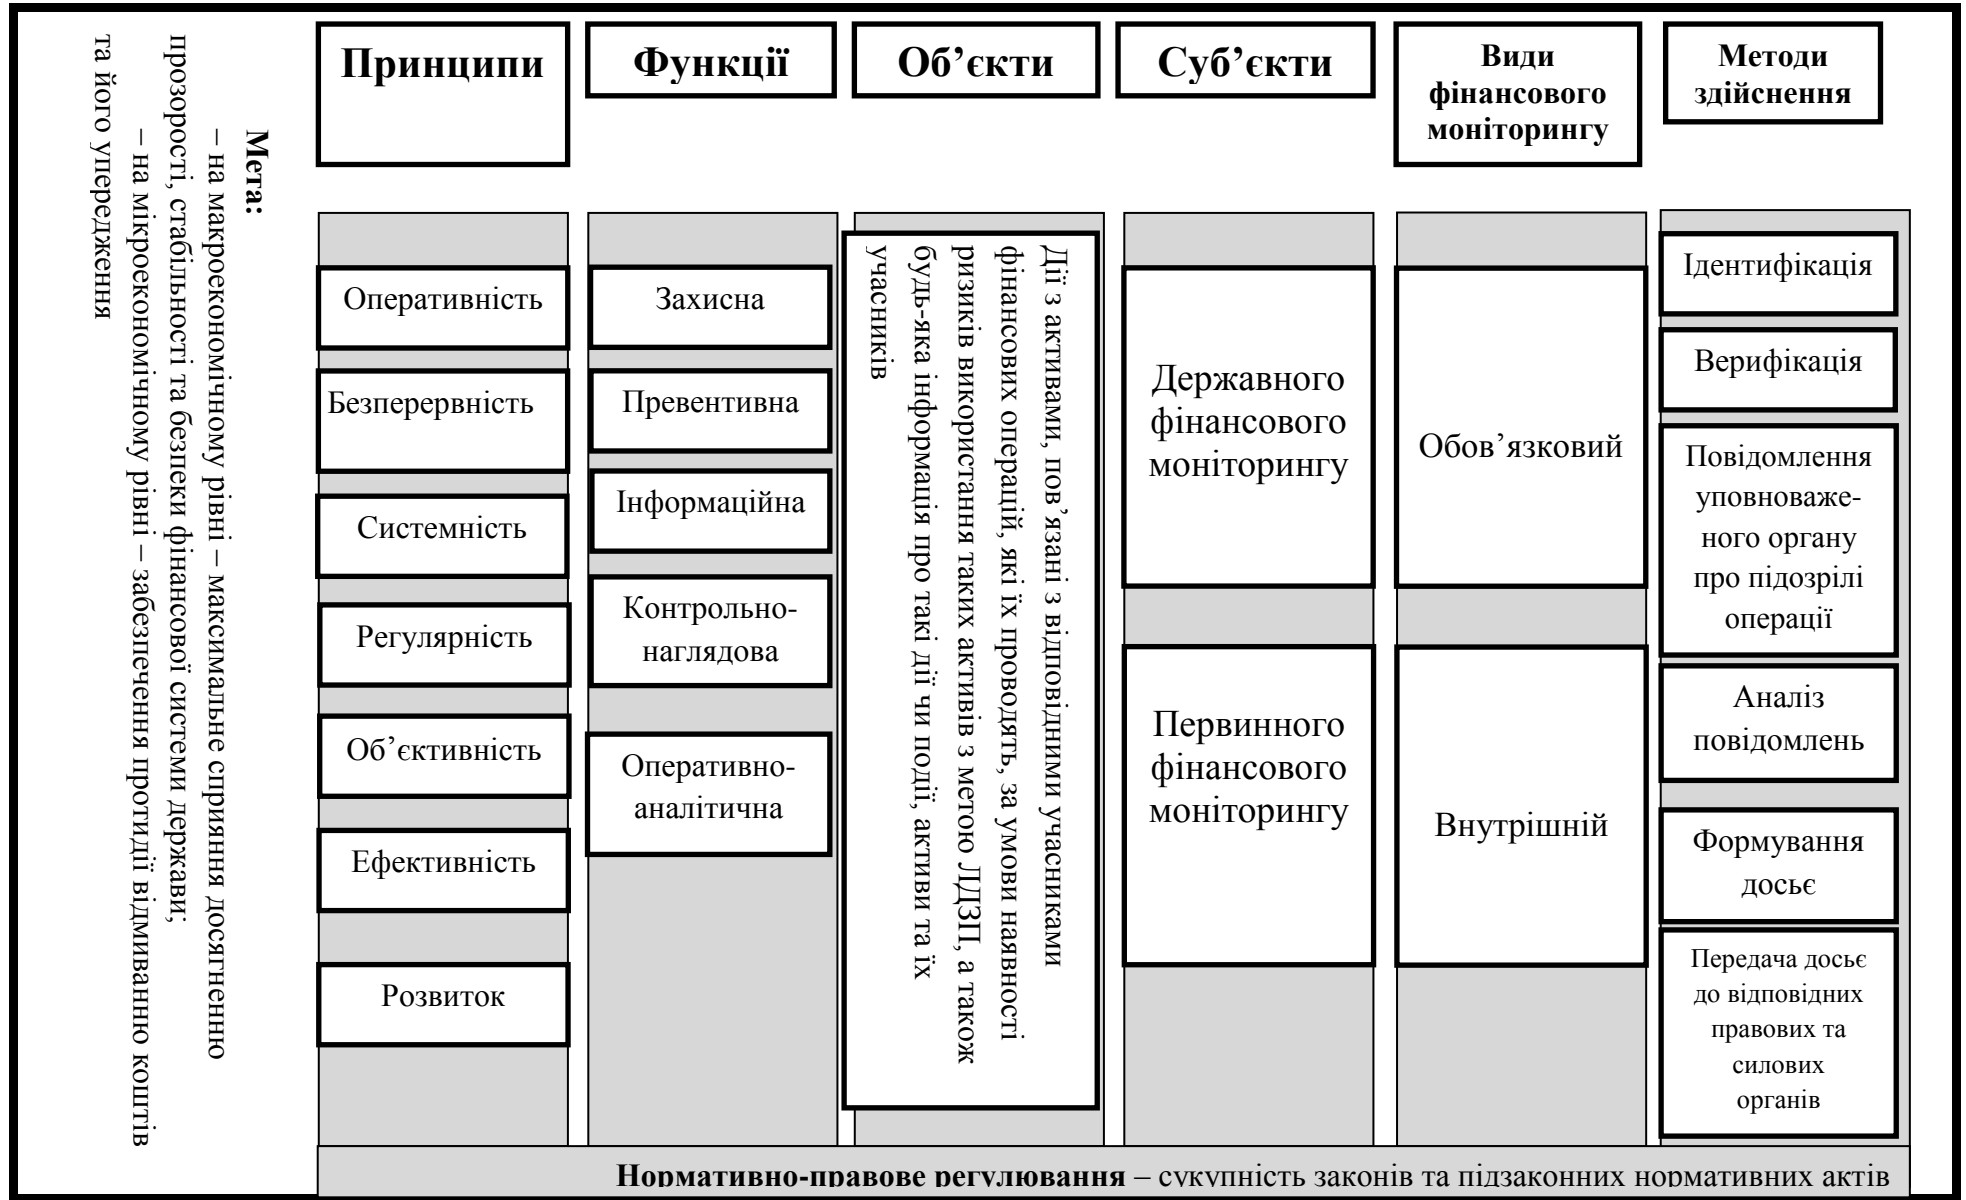 Мета:
– на макроекономічному рівні – максимальне сприяння досягненню
прозорості, стабільності та безпеки фінансової системи держави;
– на мікроекономічному рівні – забезпечення протидії відмиванню коштів
та його упередження
Принципи
Оперативність
Безперервність
Системність
Регулярність
Об’єктивність
Ефективність
Розвиток
Функції
Захисна
Превентивна
Інформаційна
Контрольно-
наглядова
Оперативно-
аналітична
Об’єкти
Дії з активами, пов’язані з відповідними учасниками
фінансових операцій, які їх проводять, за умови наявності
ризиків використання таких активів з метою ЛДЗП, а також
будь-яка інформація про такі дії чи події, активи та їх
учасників
Суб’єкти
Державного
фінансового
моніторингу
Первинного
фінансового
моніторингу
Види
фінансового
моніторингу
Обов’язковий
Внутрішній
Методи
здійснення
Ідентифікація
Верифікація
Повідомлення
уповноваже-
ного органу
про підозрілі
операції
Аналіз
повідомлень
Формування
досьє
Передача досьє
до відповідних
правових та
силових
органів
Нормативно-правове регулювання – сукупність законів та підзаконних нормативних актів